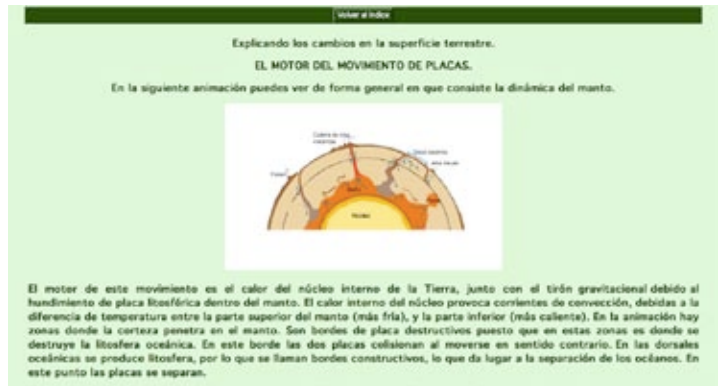 Volver al índice
Explicando los cambios en la superficie terrestre.
EL MOTOR DEL MOVIMIENTO DE PLACAS.
En la siguiente animación puedes ver de forma general en que consiste la dinámica del manto.
Núcleo
El motor de este movimiento es el calor del núcleo interno de la Tierra, junto con el tirón gravitacional debido al
hundimiento de placa litosférica dentro del manto. El calor interno del núcleo provoca corrientes de convección, debidas a la
diferencia de temperatura entre la parte superior del manto (más fría), y la parte inferior (más caliente). En la animación hay
zonas donde la corteza penetra en el manto. Son bordes de placa destructivos puesto que en estas zonas es donde se
destruye la litosfera oceánica. En este borde las dos placas colisionan al moverse en sentido contrario. En las dorsales
oceánicas se produce litosfera, por lo que se llaman bordes constructivos, lo que da lugar a la separación de los océanos. En
este punto las placas se separan.